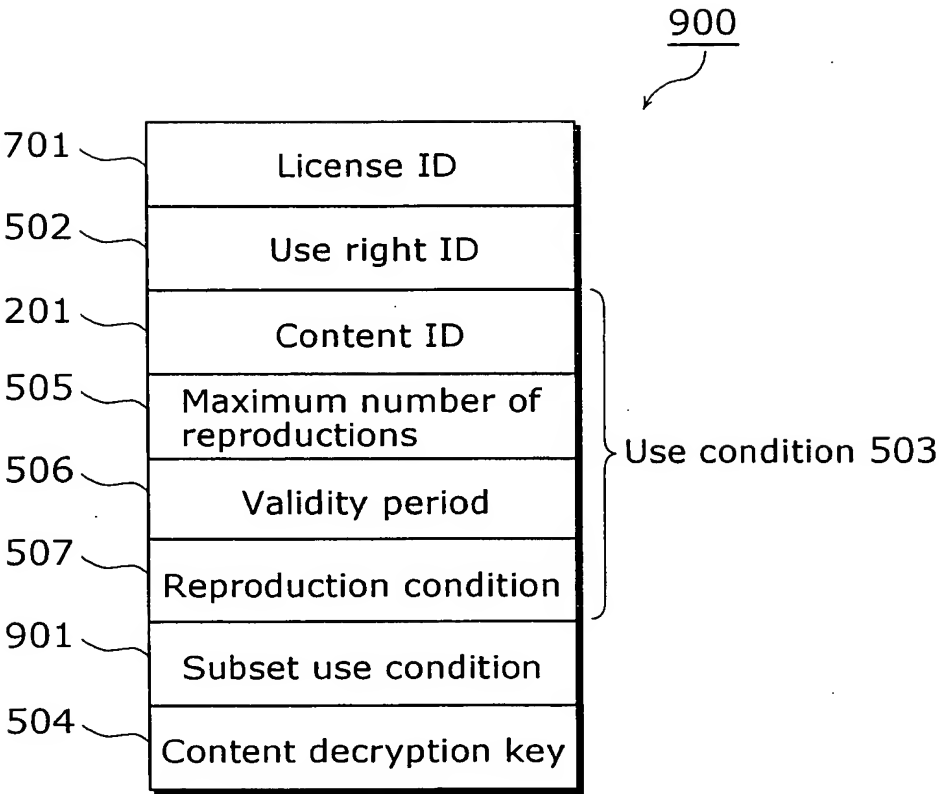 900
701 License ID
502 Use right ID
201 Content ID
505 Maximum number of
reproductions
506 Validity period
507 Reproduction condition
901 Subset use condition
504 Content decryption key
Use condition 503